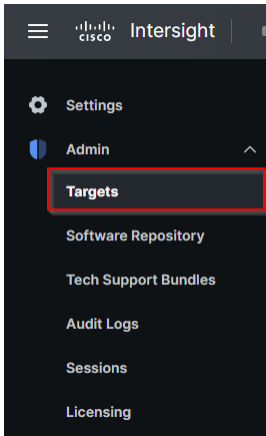 cisco Intersight
Settings
Admin
Targets
Software Repository
Tech Support Bundles
Audit Logs
Sessions
Licensing